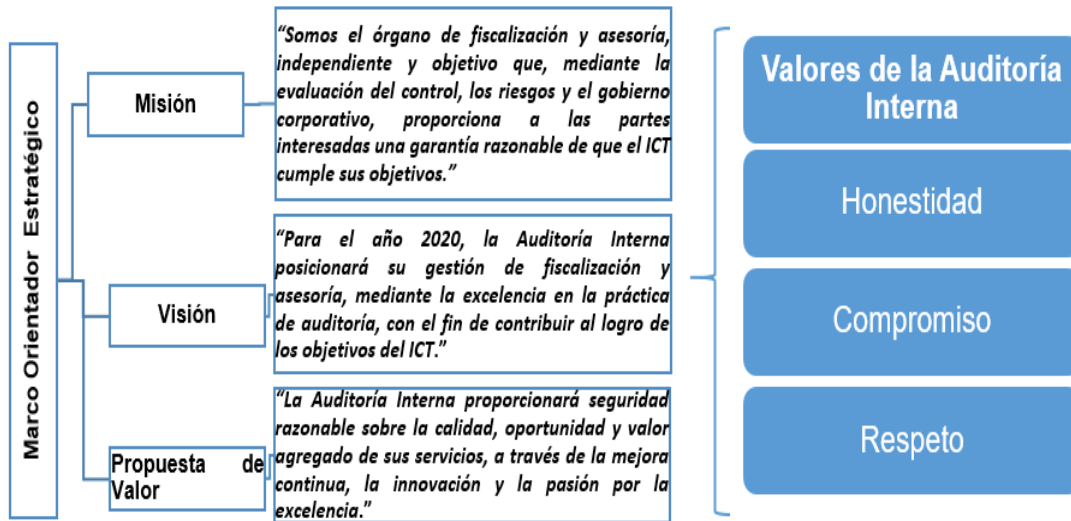 Marco Orientador Estratégico
Misión
“Somos el órgano de fiscalización y asesoría,
independiente y objetivo que, mediante la
evaluación del control, los riesgos y el gobierno
corporativo, proporciona a las partes
interesadas una garantía razonable de que el ICT
cumple sus objetivos.”
Visión
“Para el año 2020, la Auditoría Interna
posicionará su gestión de fiscalización y
asesoría, mediante la excelencia en la práctica
de auditoría, con el fin de contribuir al logro de
los objetivos del ICT.”
Propuesta de
Valor
“La Auditoría Interna proporcionará seguridad
razonable sobre la calidad, oportunidad y valor
agregado de sus servicios, a través de la mejora
continua, la innovación y la pasión por la
excelencia.”
Valores de la Auditoría
Interna
Honestidad
Compromiso
Respeto